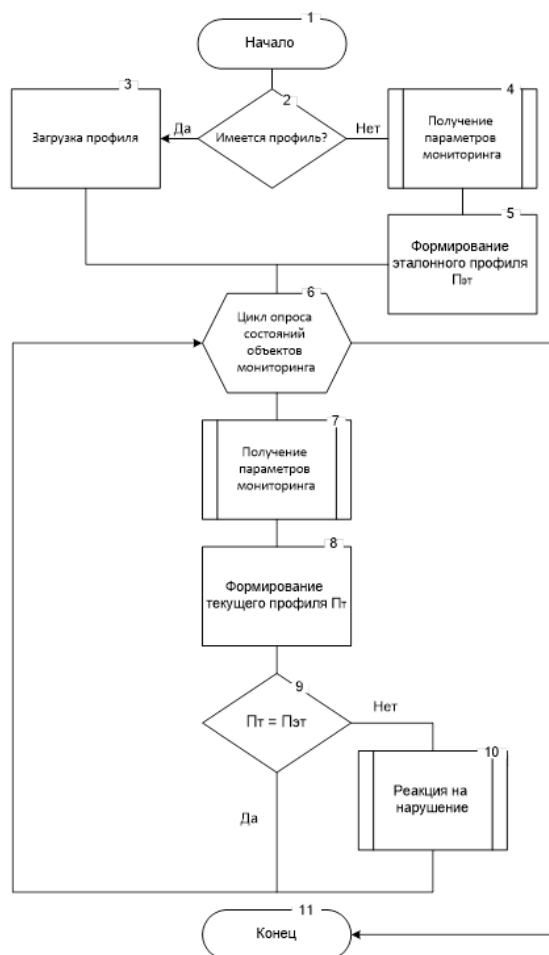 1
Начало
2
Имеется профиль?
Да
Нет
3
Загрузка профиля
4
Получение
параметров
мониторинга
5
Формирование
эталонного профиля
Пэт
6
Цикл опроса
состояний
объектов
мониторинга
7
Получение
параметров
мониторинга
8
Формирование
текущего профиля Пт
9
Пт = Пэт
Нет
Да
10
Реакция на
нарушение
11
Конец